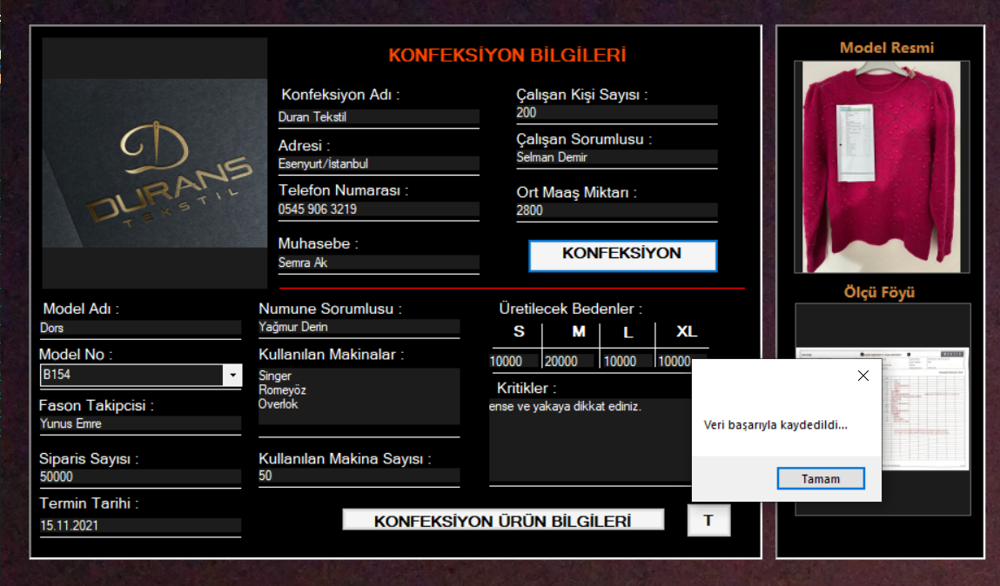 KONFEKSİYON BİLGİLERİ
DURANS
TEKSTIL
Konfeksiyon Adı :
Duran Tekstil
Adresi :
Esenyurt/İstanbul
Telefon Numarası :
0545 906 3219
Muhasebe :
Semra Ak
Çalışan Kişi Sayısı :
200
Çalışan Sorumlusu :
Selman Demir
Ort Maaş Miktarı :
2800
KONFEKSİYON
Model Adı :
Dors
Model No :
B154
Fason Takipcisi :
Yunus Emre
Siparis Sayısı :
50000
Termin Tarihi :
15.11.2021
Numune Sorumlusu :
Yağmur Derin
Kullanılan Makinalar :
Singer
Romeyöz
Overlok
Kullanılan Makina Sayısı :
50
Üretilecek Bedenler :
S M L XL
10000 20000 10000 10000
Kritikler :
ense ve yakaya dikkat ediniz.
KONFEKSİYON ÜRÜN BİLGİLERİ
T
Model Resmi
Ölçü Föyü
Veri başarıyla kaydedildi...
Tamam